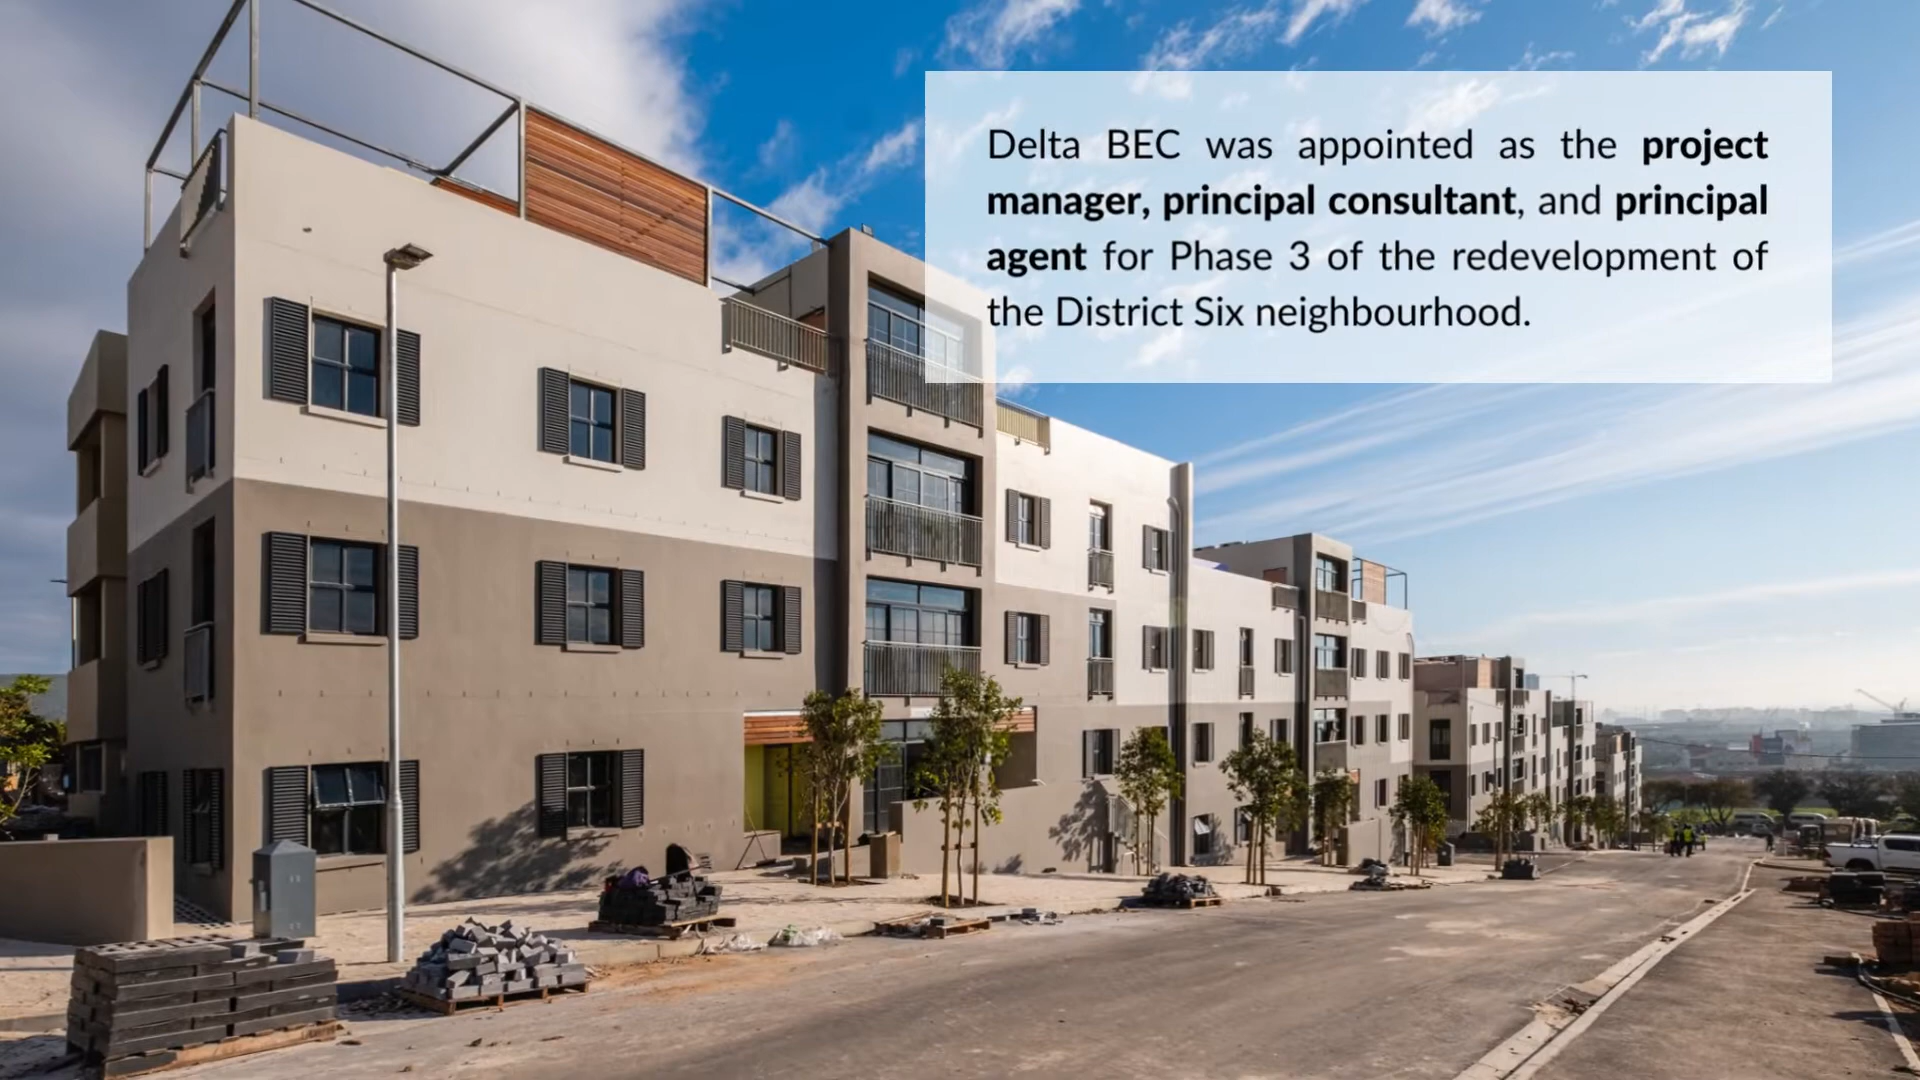 Delta BEC was appointed as the project
manager, principal consultant, and principal
agent for Phase 3 of the redevelopment of
the District Six neighbourhood.